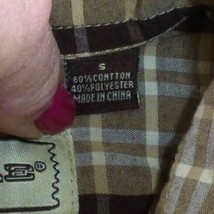 S
60% CONTTON
40% POLYESTER
MADE IN CHINA